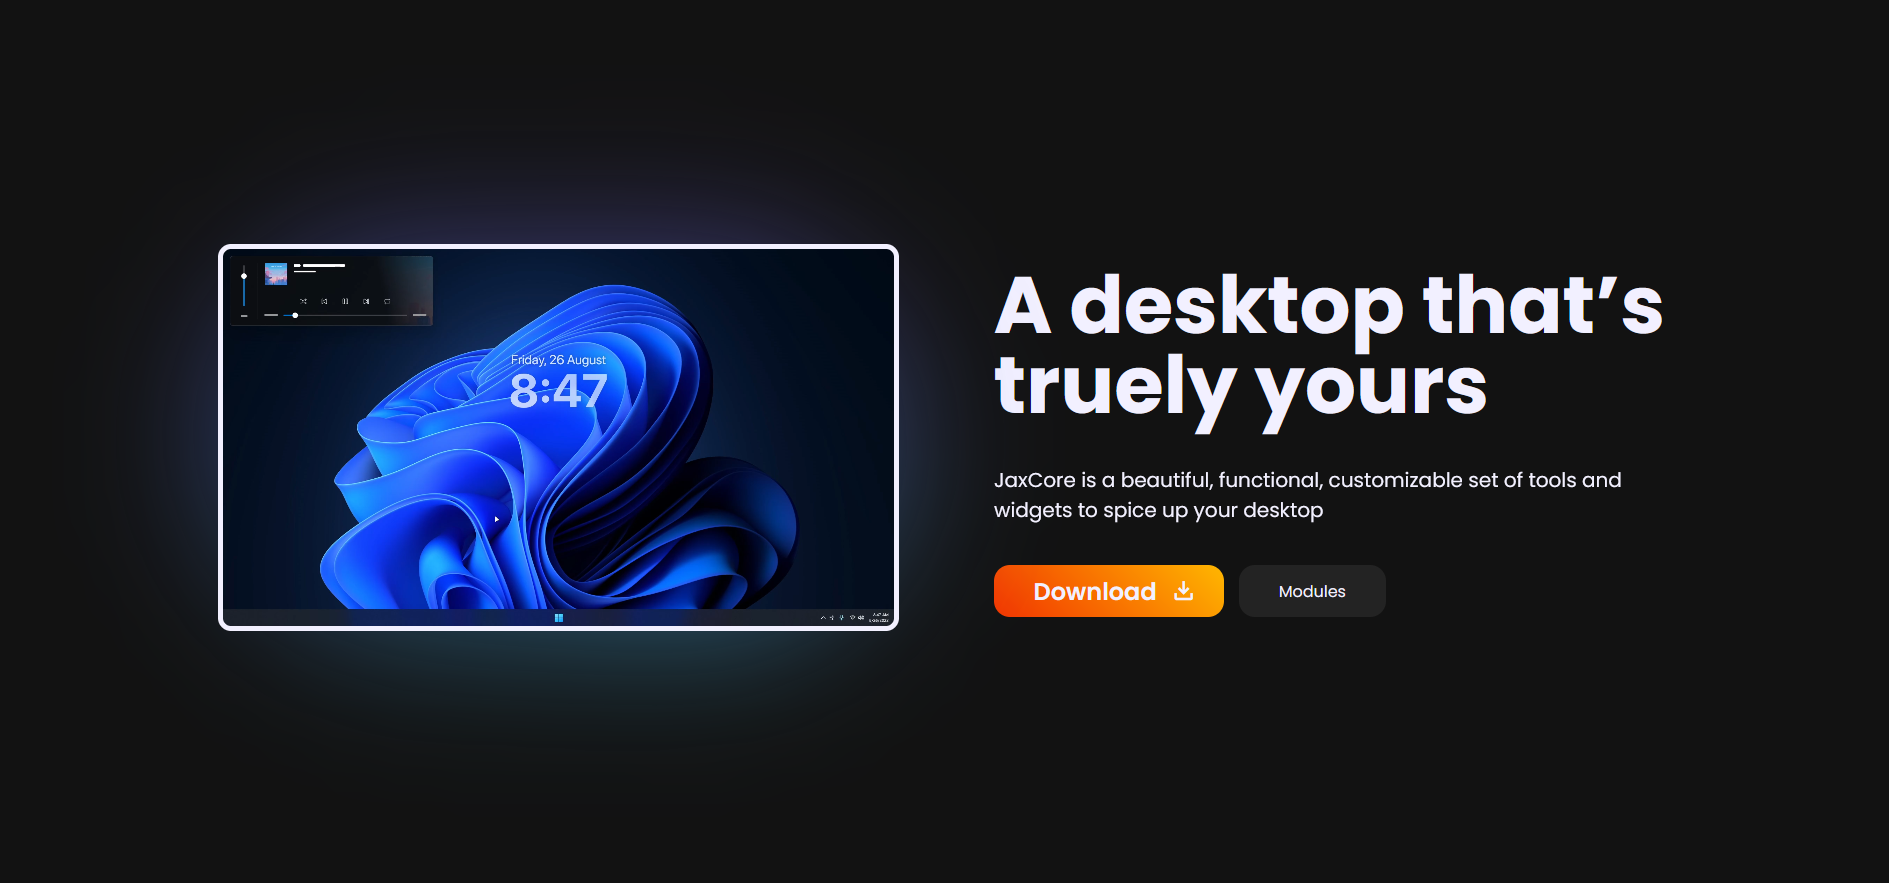 A desktop that’s
truely yours
JaxCore is a beautiful, functional, customizable set of tools and
widgets to spice up your desktop
Download
Modules
Friday, 26 August
8:47